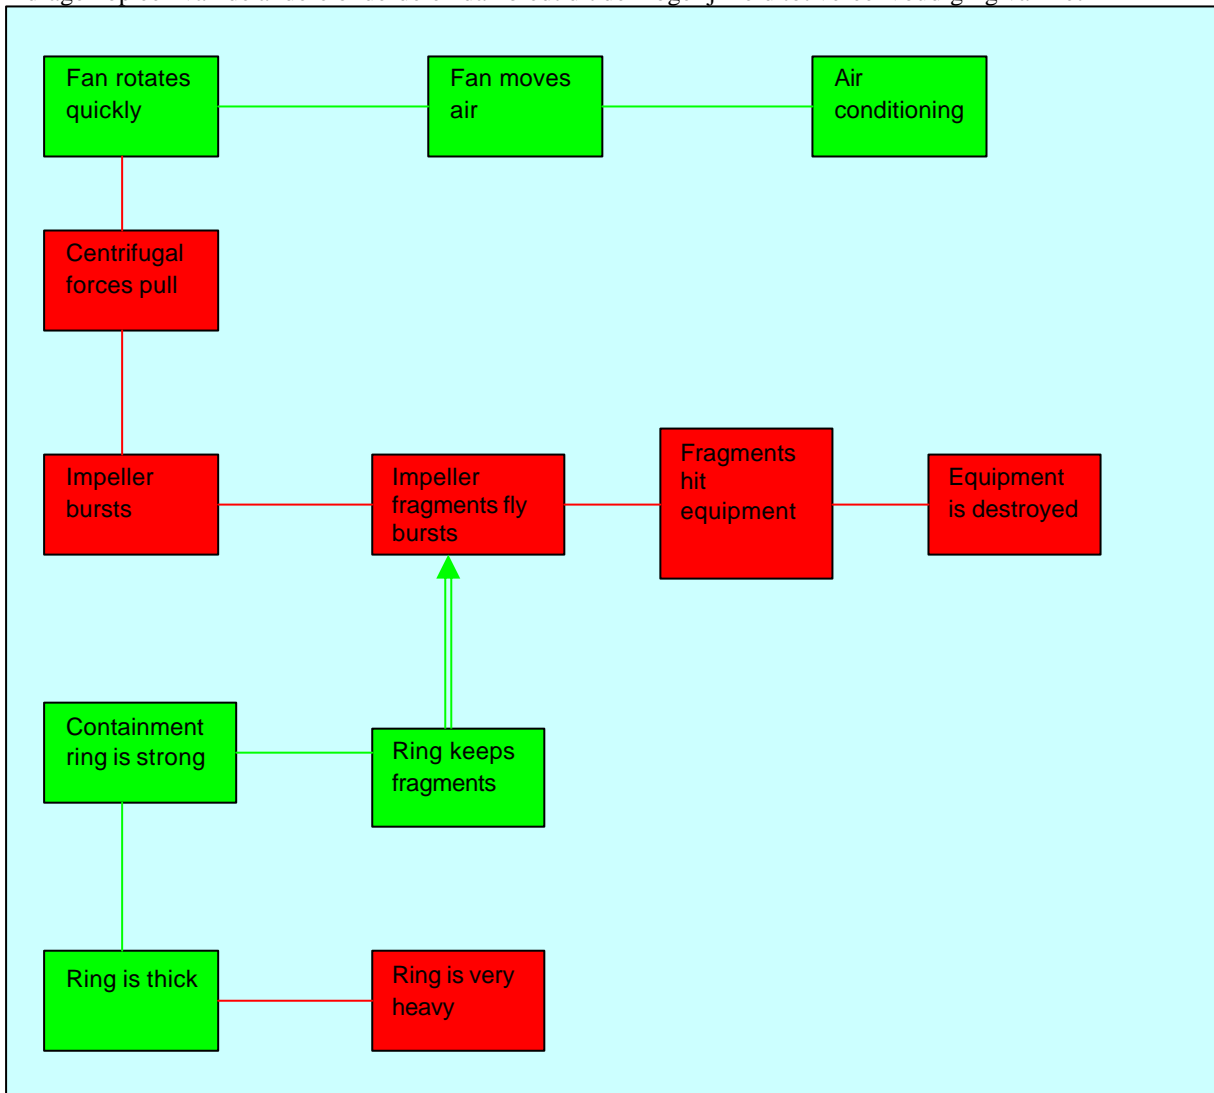 Fan rotates
quickly
Fan moves
air
Air
conditioning
Centrifugal
forces pull
Impeller
bursts
Impeller
fragments fly
bursts
Fragments
hit
equipment
Equipment
is destroyed
Containment
ring is strong
Ring keeps
fragments
Ring is thick
Ring is very
heavy